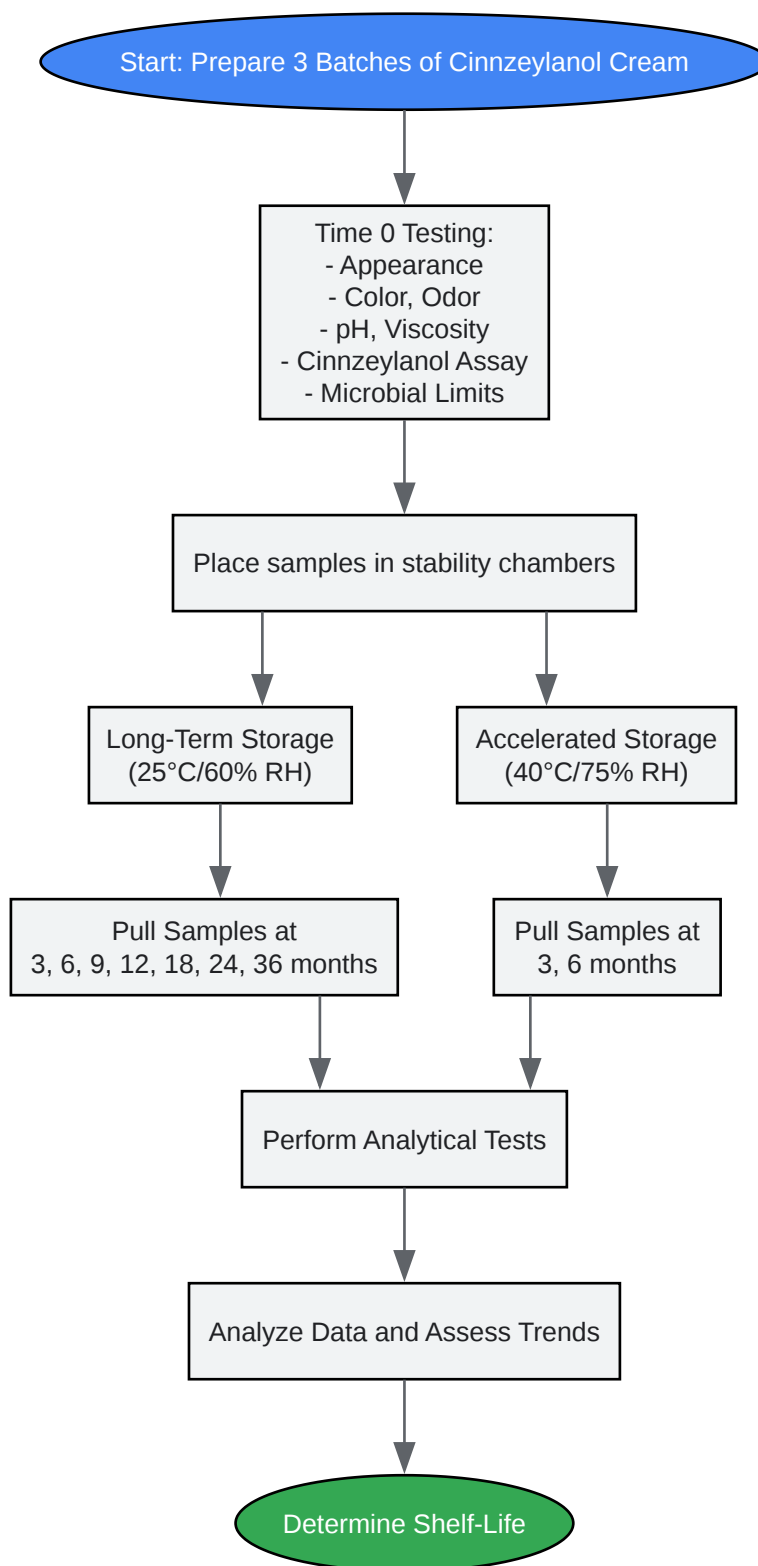 Start: Prepare 3 Batches of Cinnzeylanol Cream
Time 0 Testing:
- Appearance
- Color, Odor
- pH, Viscosity
- Cinnzeylanol Assay
- Microbial Limits
Place samples in stability chambers
Long-Term Storage
(25°C/60% RH)
Accelerated Storage
(40°C/75% RH)
Pull Samples at
3, 6, 9, 12, 18, 24, 36 months
Pull Samples at
3, 6 months
Perform Analytical Tests
Analyze Data and Assess Trends
Determine Shelf-Life